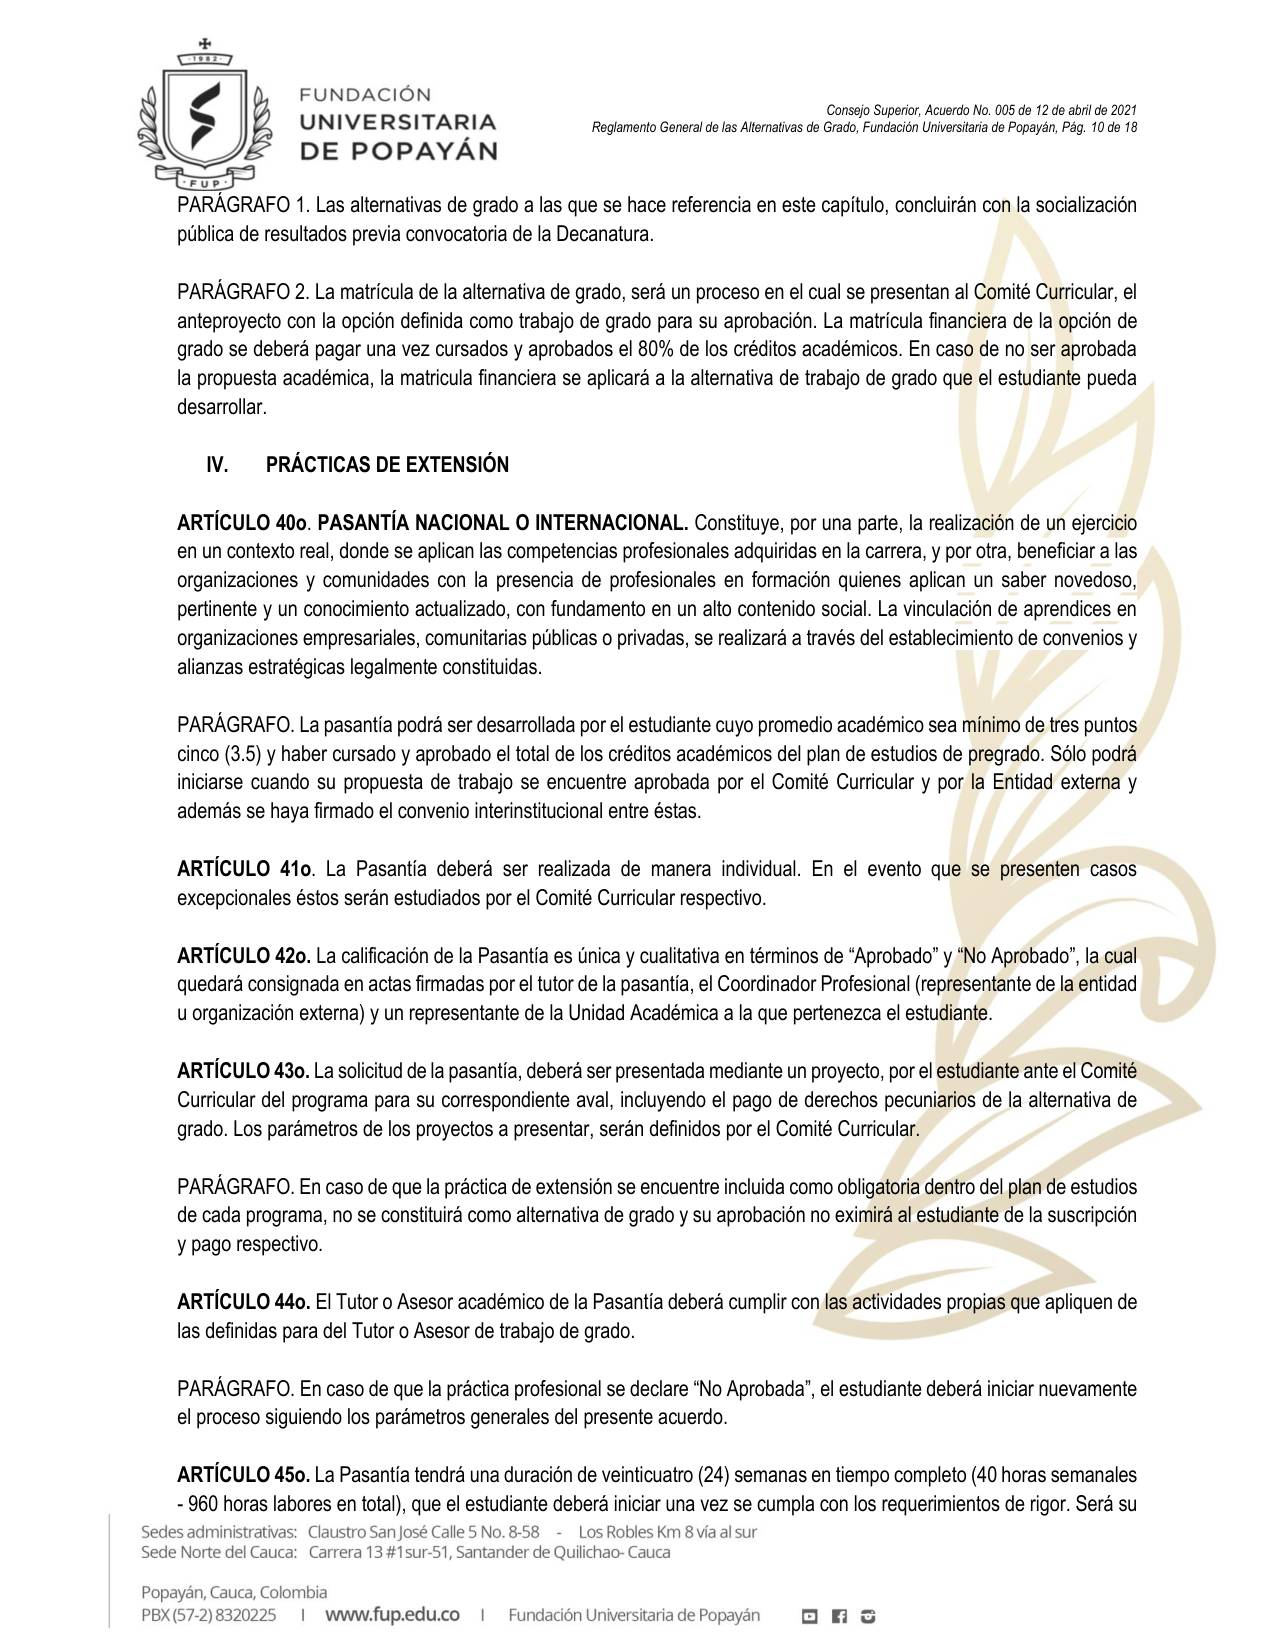 1982
FUP
FUNDACIÓN
UNIVERSITARIA
DE POPAYÁN
Consejo Superior, Acuerdo No. 005 de 12 de abril de 2021
Reglamento General de las Alternativas de Grado, Fundación Universitaria de Popayán, Pág. 10 de 18
PARÁGRAFO 1. Las alternativas de grado a las que se hace referencia en este capítulo, concluirán con la socialización
pública de resultados previa convocatoria de la Decanatura.
PARÁGRAFO 2. La matrícula de la alternativa de grado, será un proceso en el cual se presentan al Comité Curricular, el
anteproyecto con la opción definida como trabajo de grado para su aprobación. La matrícula financiera de la opción de
grado se deberá pagar una vez cursados y aprobados el 80% de los créditos académicos. En caso de no ser aprobada
la propuesta académica, la matricula financiera se aplicará a la alternativa de trabajo de grado que el estudiante pueda
desarrollar.
IV. PRÁCTICAS DE EXTENSIÓN
ARTÍCULO 40o. PASANTÍA NACIONAL O INTERNACIONAL. Constituye, por una parte, la realización de un ejercicio
en un contexto real, donde se aplican las competencias profesionales adquiridas en la carrera, y por otra, beneficiar a las
organizaciones y comunidades con la presencia de profesionales en formación quienes aplican un saber novedoso,
pertinente y un conocimiento actualizado, con fundamento en un alto contenido social. La vinculación de aprendices en
organizaciones empresariales, comunitarias públicas o privadas, se realizará a través del establecimiento de convenios y
alianzas estratégicas legalmente constituidas.
PARÁGRAFO. La pasantía podrá ser desarrollada por el estudiante cuyo promedio académico sea mínimo de tres puntos
cinco (3.5) y haber cursado y aprobado el total de los créditos académicos del plan de estudios de pregrado. Sólo podrá
iniciarse cuando su propuesta de trabajo se encuentre aprobada por el Comité Curricular y por la Entidad externa y
además se haya firmado el convenio interinstitucional entre éstas.
ARTÍCULO 41o. La Pasantía deberá ser realizada de manera individual. En el evento que se presenten casos
excepcionales éstos serán estudiados por el Comité Curricular respectivo.
ARTÍCULO 42o. La calificación de la Pasantía es única y cualitativa en términos de “Aprobado” y “No Aprobado”, la cual
quedará consignada en actas firmadas por el tutor de la pasantía, el Coordinador Profesional (representante de la entidad
u organización externa) y un representante de la Unidad Académica a la que pertenezca el estudiante.
ARTÍCULO 43o. La solicitud de la pasantía, deberá ser presentada mediante un proyecto, por el estudiante ante el Comité
Curricular del programa para su correspondiente aval, incluyendo el pago de derechos pecuniarios de la alternativa de
grado. Los parámetros de los proyectos a presentar, serán definidos por el Comité Curricular.
PARÁGRAFO. En caso de que la práctica de extensión se encuentre incluida como obligatoria dentro del plan de estudios
de cada programa, no se constituirá como alternativa de grado y su aprobación no eximirá al estudiante de la suscripción
y pago respectivo.
ARTÍCULO 44o. El Tutor o Asesor académico de la Pasantía deberá cumplir con las actividades propias que apliquen de
las definidas para del Tutor o Asesor de trabajo de grado.
PARÁGRAFO. En caso de que la práctica profesional se declare “No Aprobada”, el estudiante deberá iniciar nuevamente
el proceso siguiendo los parámetros generales del presente acuerdo.
ARTÍCULO 45o. La Pasantía tendrá una duración de veinticuatro (24) semanas en tiempo completo (40 horas semanales
- 960 horas labores en total), que el estudiante deberá iniciar una vez se cumpla con los requerimientos de rigor. Será su
Sedes administrativas: Claustro San José Calle 5 No. 8-58 - Los Robles Km 8 vía al sur
Sede Norte del Cauca: Carrera 13 #1sur-51, Santander de Quilichao- Cauca
Popayán, Cauca, Colombia
PBX (57-2) 8320225 I www.fup.edu.co I Fundación Universitaria de Popayán